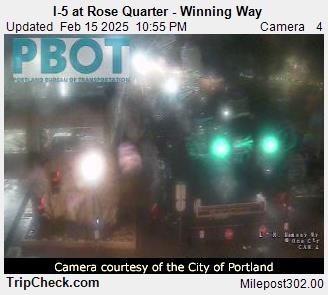 I-5 at Rose Quarter - Winning Way
Updated Feb 15 2025 10:55 PM Camera 4
PBOT
PORTLAND BUREAU OF TRANSPORTATION
Camera courtesy of the City of Portland
TripCheck.com Milepost302.00